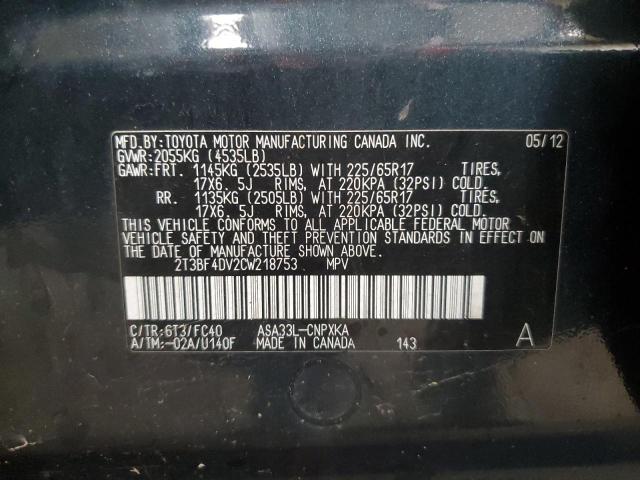 MFD.BY:TOYOTA MOTOR MANUFACTURING CANADA INC. 05/12
GVWR:2055KG (4535LB)
GAWR:FRT. 1145KG (2535LB) WITH 225/65R17 TIRES,
17X6. 5J RIMS, AT 220KPA (32PSI) COLD.
RR. 1135KG (2505LB) WITH 225/65R17 TIRES,
17X6. 5J RIMS, AT 220KPA (32PSI) COLD.
THIS VEHICLE CONFORMS TO ALL APPLICABLE FEDERAL MOTOR
VEHICLE SAFETY AND THEFT PREVENTION STANDARDS IN EFFECT ON
THE DATE OF MANUFACTURE SHOWN ABOVE.
2T3BF4DV2CW218753 MPV
C/TR:6T3/FC40 ASA33L-CNPXKA
A/TM:-02A/U140F MADE IN CANADA 143 A